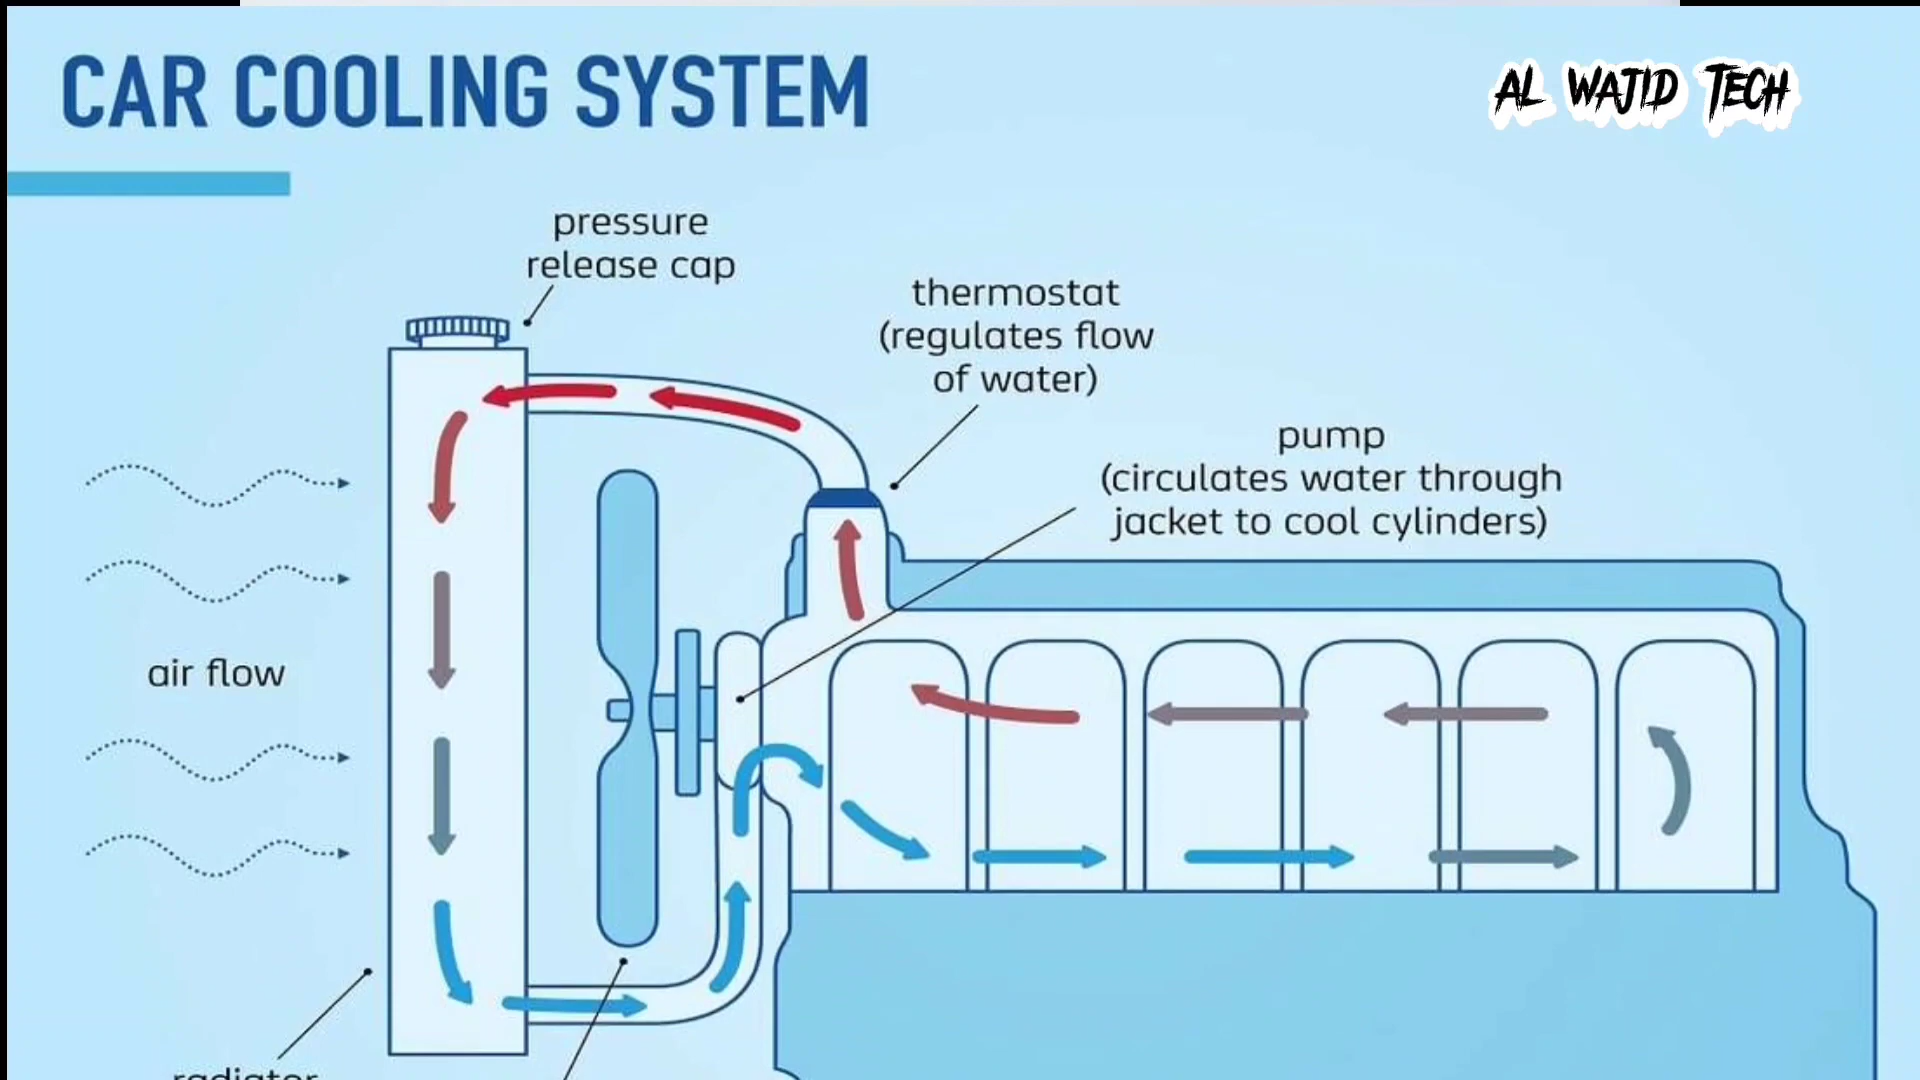 CAR COOLING SYSTEM
AL WAJID TECH
pressure
release cap
thermostat
(regulates flow
of water)
pump
(circulates water through
jacket to cool cylinders)
air flow
radiator